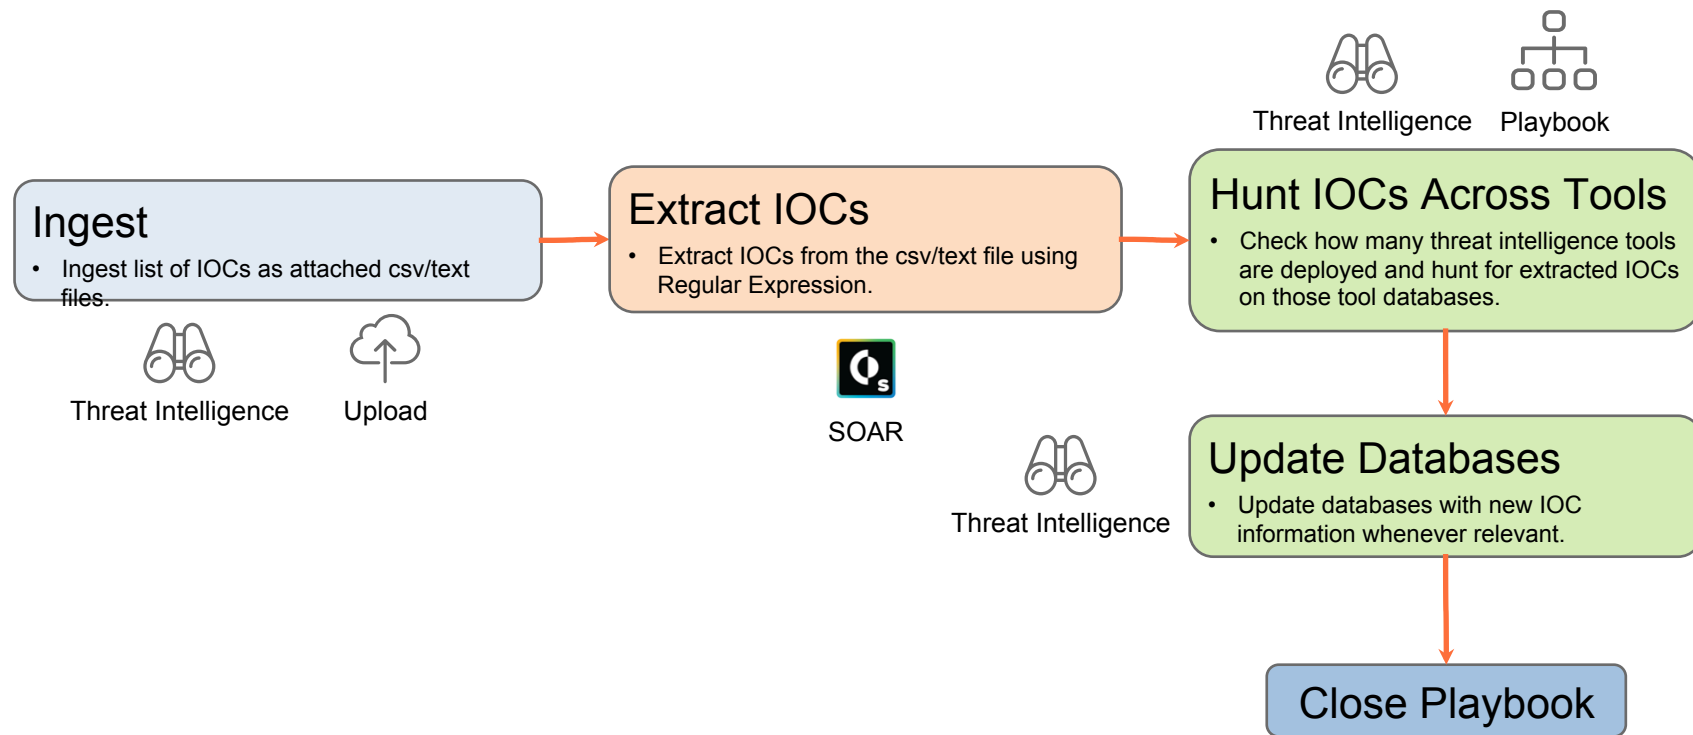 Threat Intelligence
Playbook
Ingest
• Ingest list of IOCs as attached csv/text
files.
Threat Intelligence
Upload
Extract IOCs
• Extract IOCs from the csv/text file using
Regular Expression.
s
SOAR
Hunt IOCs Across Tools
• Check how many threat intelligence tools
are deployed and hunt for extracted IOCs
on those tool databases.
Threat Intelligence
Update Databases
• Update databases with new IOC
information whenever relevant.
Close Playbook